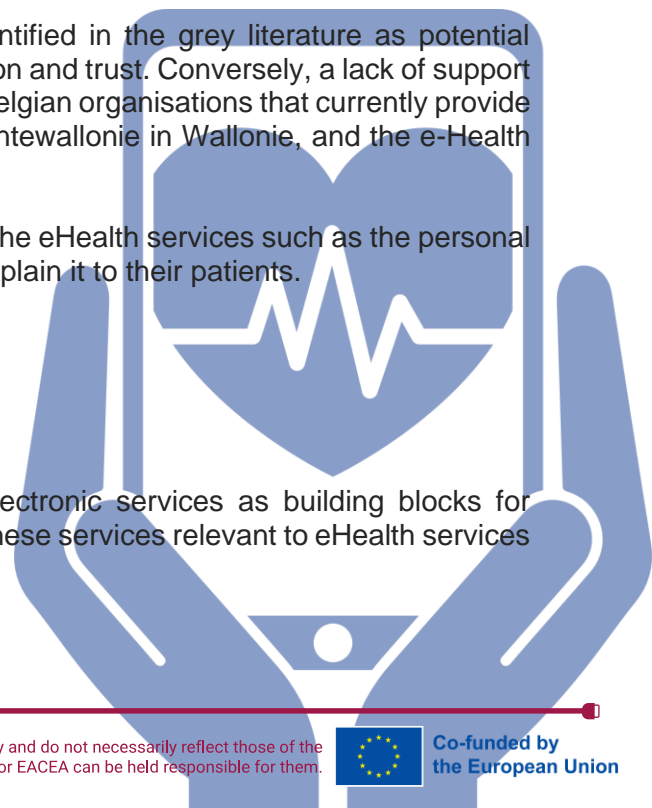 ntified in the grey literature as potential
on and trust. Conversely, a lack of support
elgian organisations that currently provide
ntewallonie in Wallonie, and the e-Health
he eHealth services such as the personal
plain it to their patients.
ectronic services as building blocks for
hese services relevant to eHealth services
y and do not necessarily reflect those of the
or EACEA can be held responsible for them.
Co-funded by
the European Union